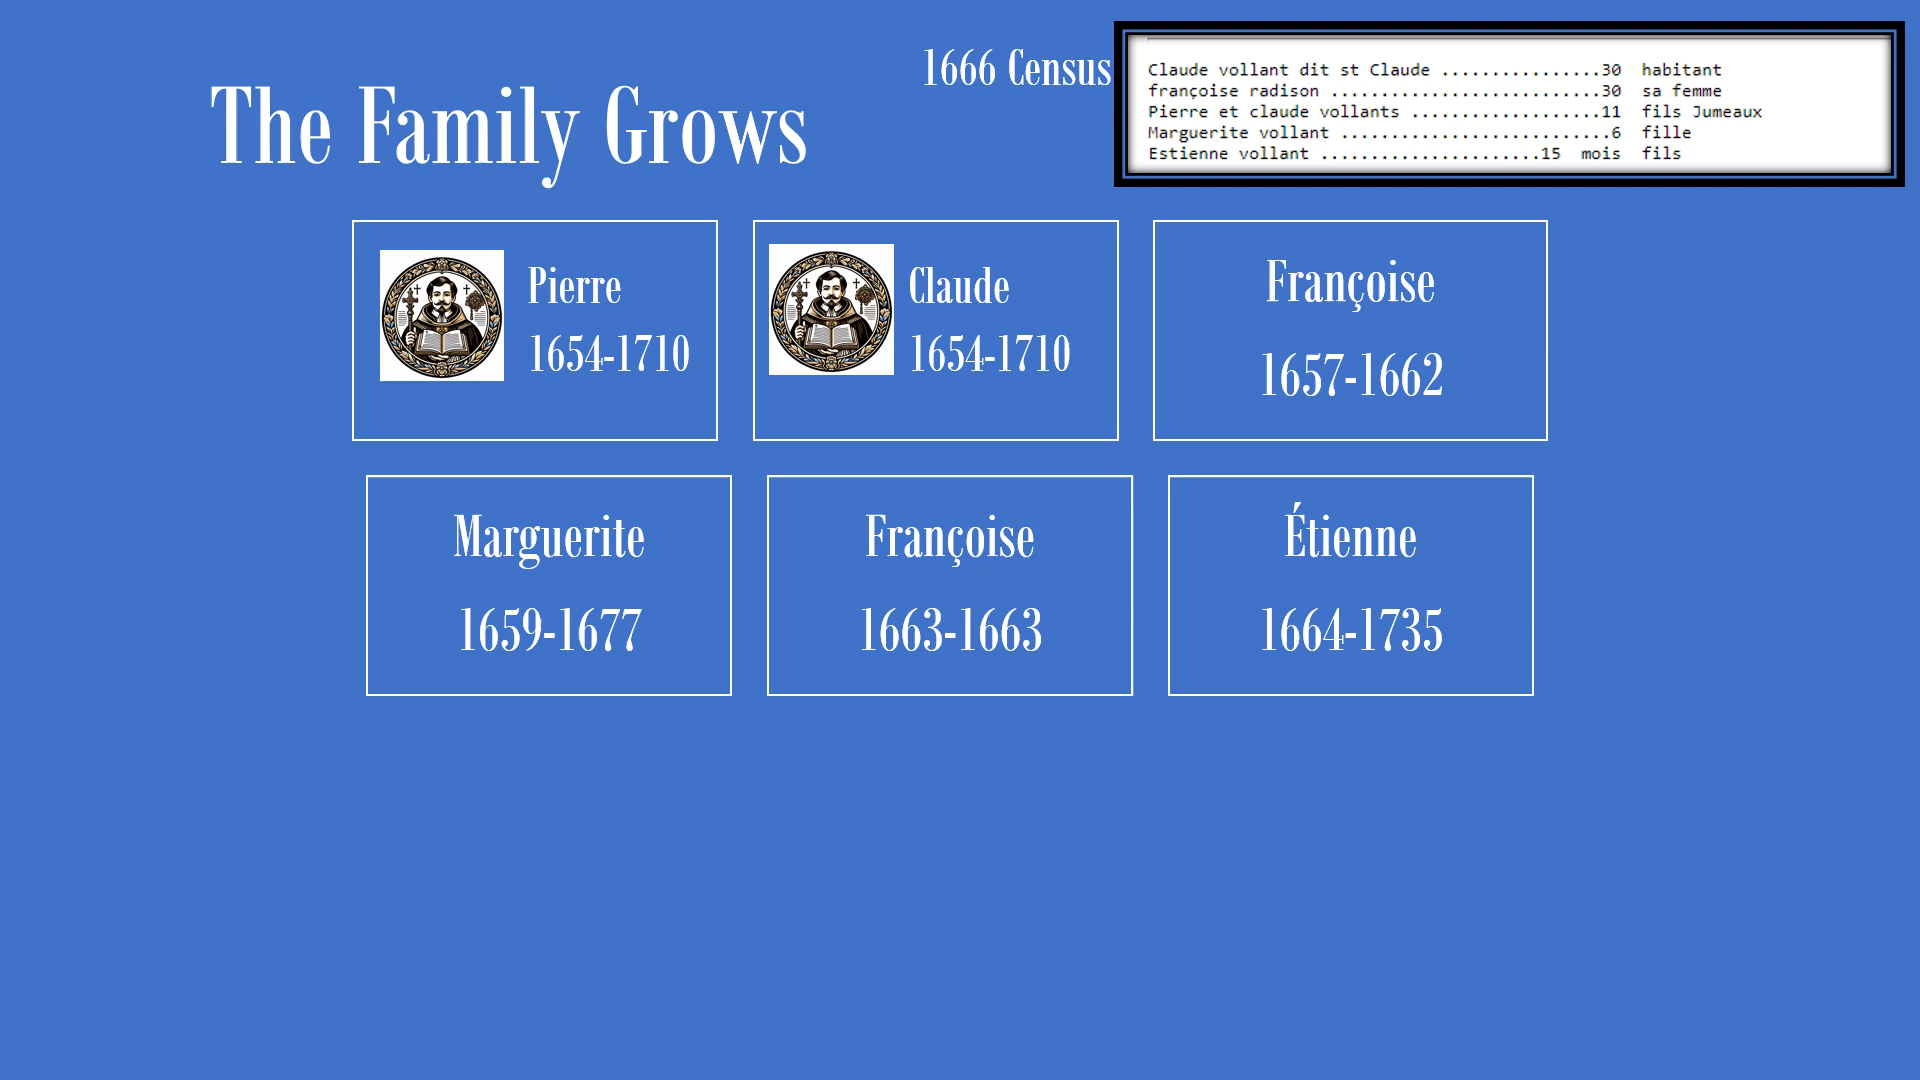 The Family Grows
1666 Census
Claude vollant dit st Claude ................30 habitant
françoise radison ...........................30 sa femme
Pierre et claude vollants ...................11 fils Jumeaux
Marguerite vollant ...........................6 fille
Estienne vollant ......................15 mois fils
Pierre
1654-1710
Claude
1654-1710
Françoise
1657-1662
Marguerite
1659-1677
Françoise
1663-1663
Étienne
1664-1735